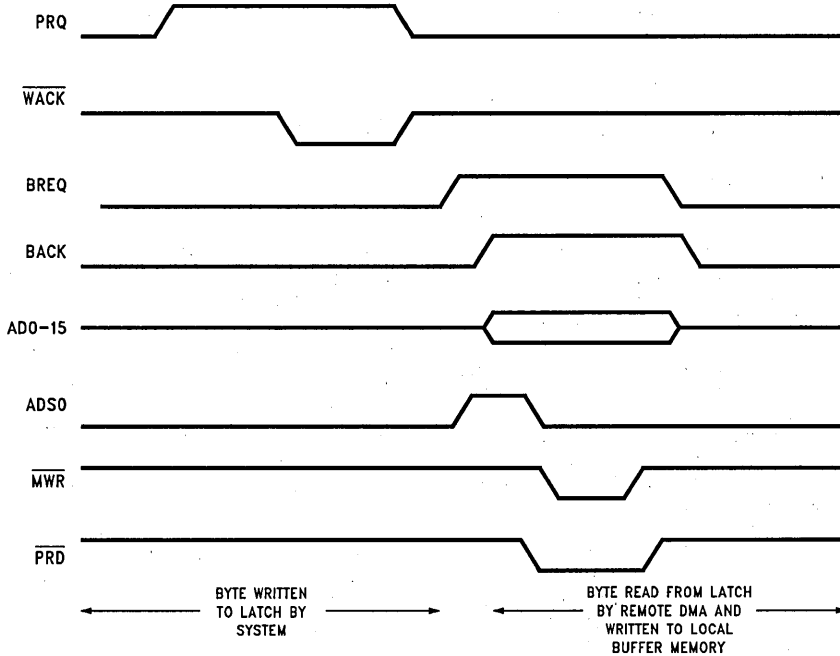 PRQ
WACK
BREQ
BACK
AD0-15
ADS0
MWR
PRD
BYTE WRITTEN
TO LATCH BY
SYSTEM
BYTE READ FROM LATCH
BY REMOTE DMA AND
WRITTEN TO LOCAL
BUFFER MEMORY